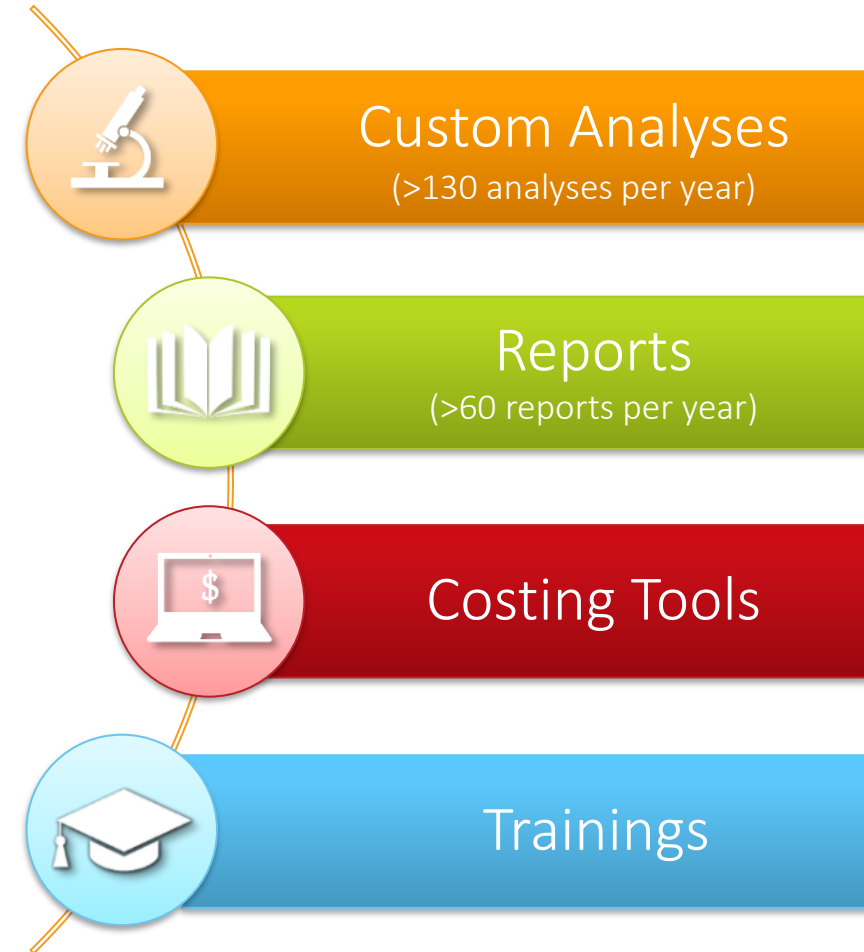 Custom Analyses
(>130 analyses per year)
Reports
(>60 reports per year)
$
Costing Tools
Trainings